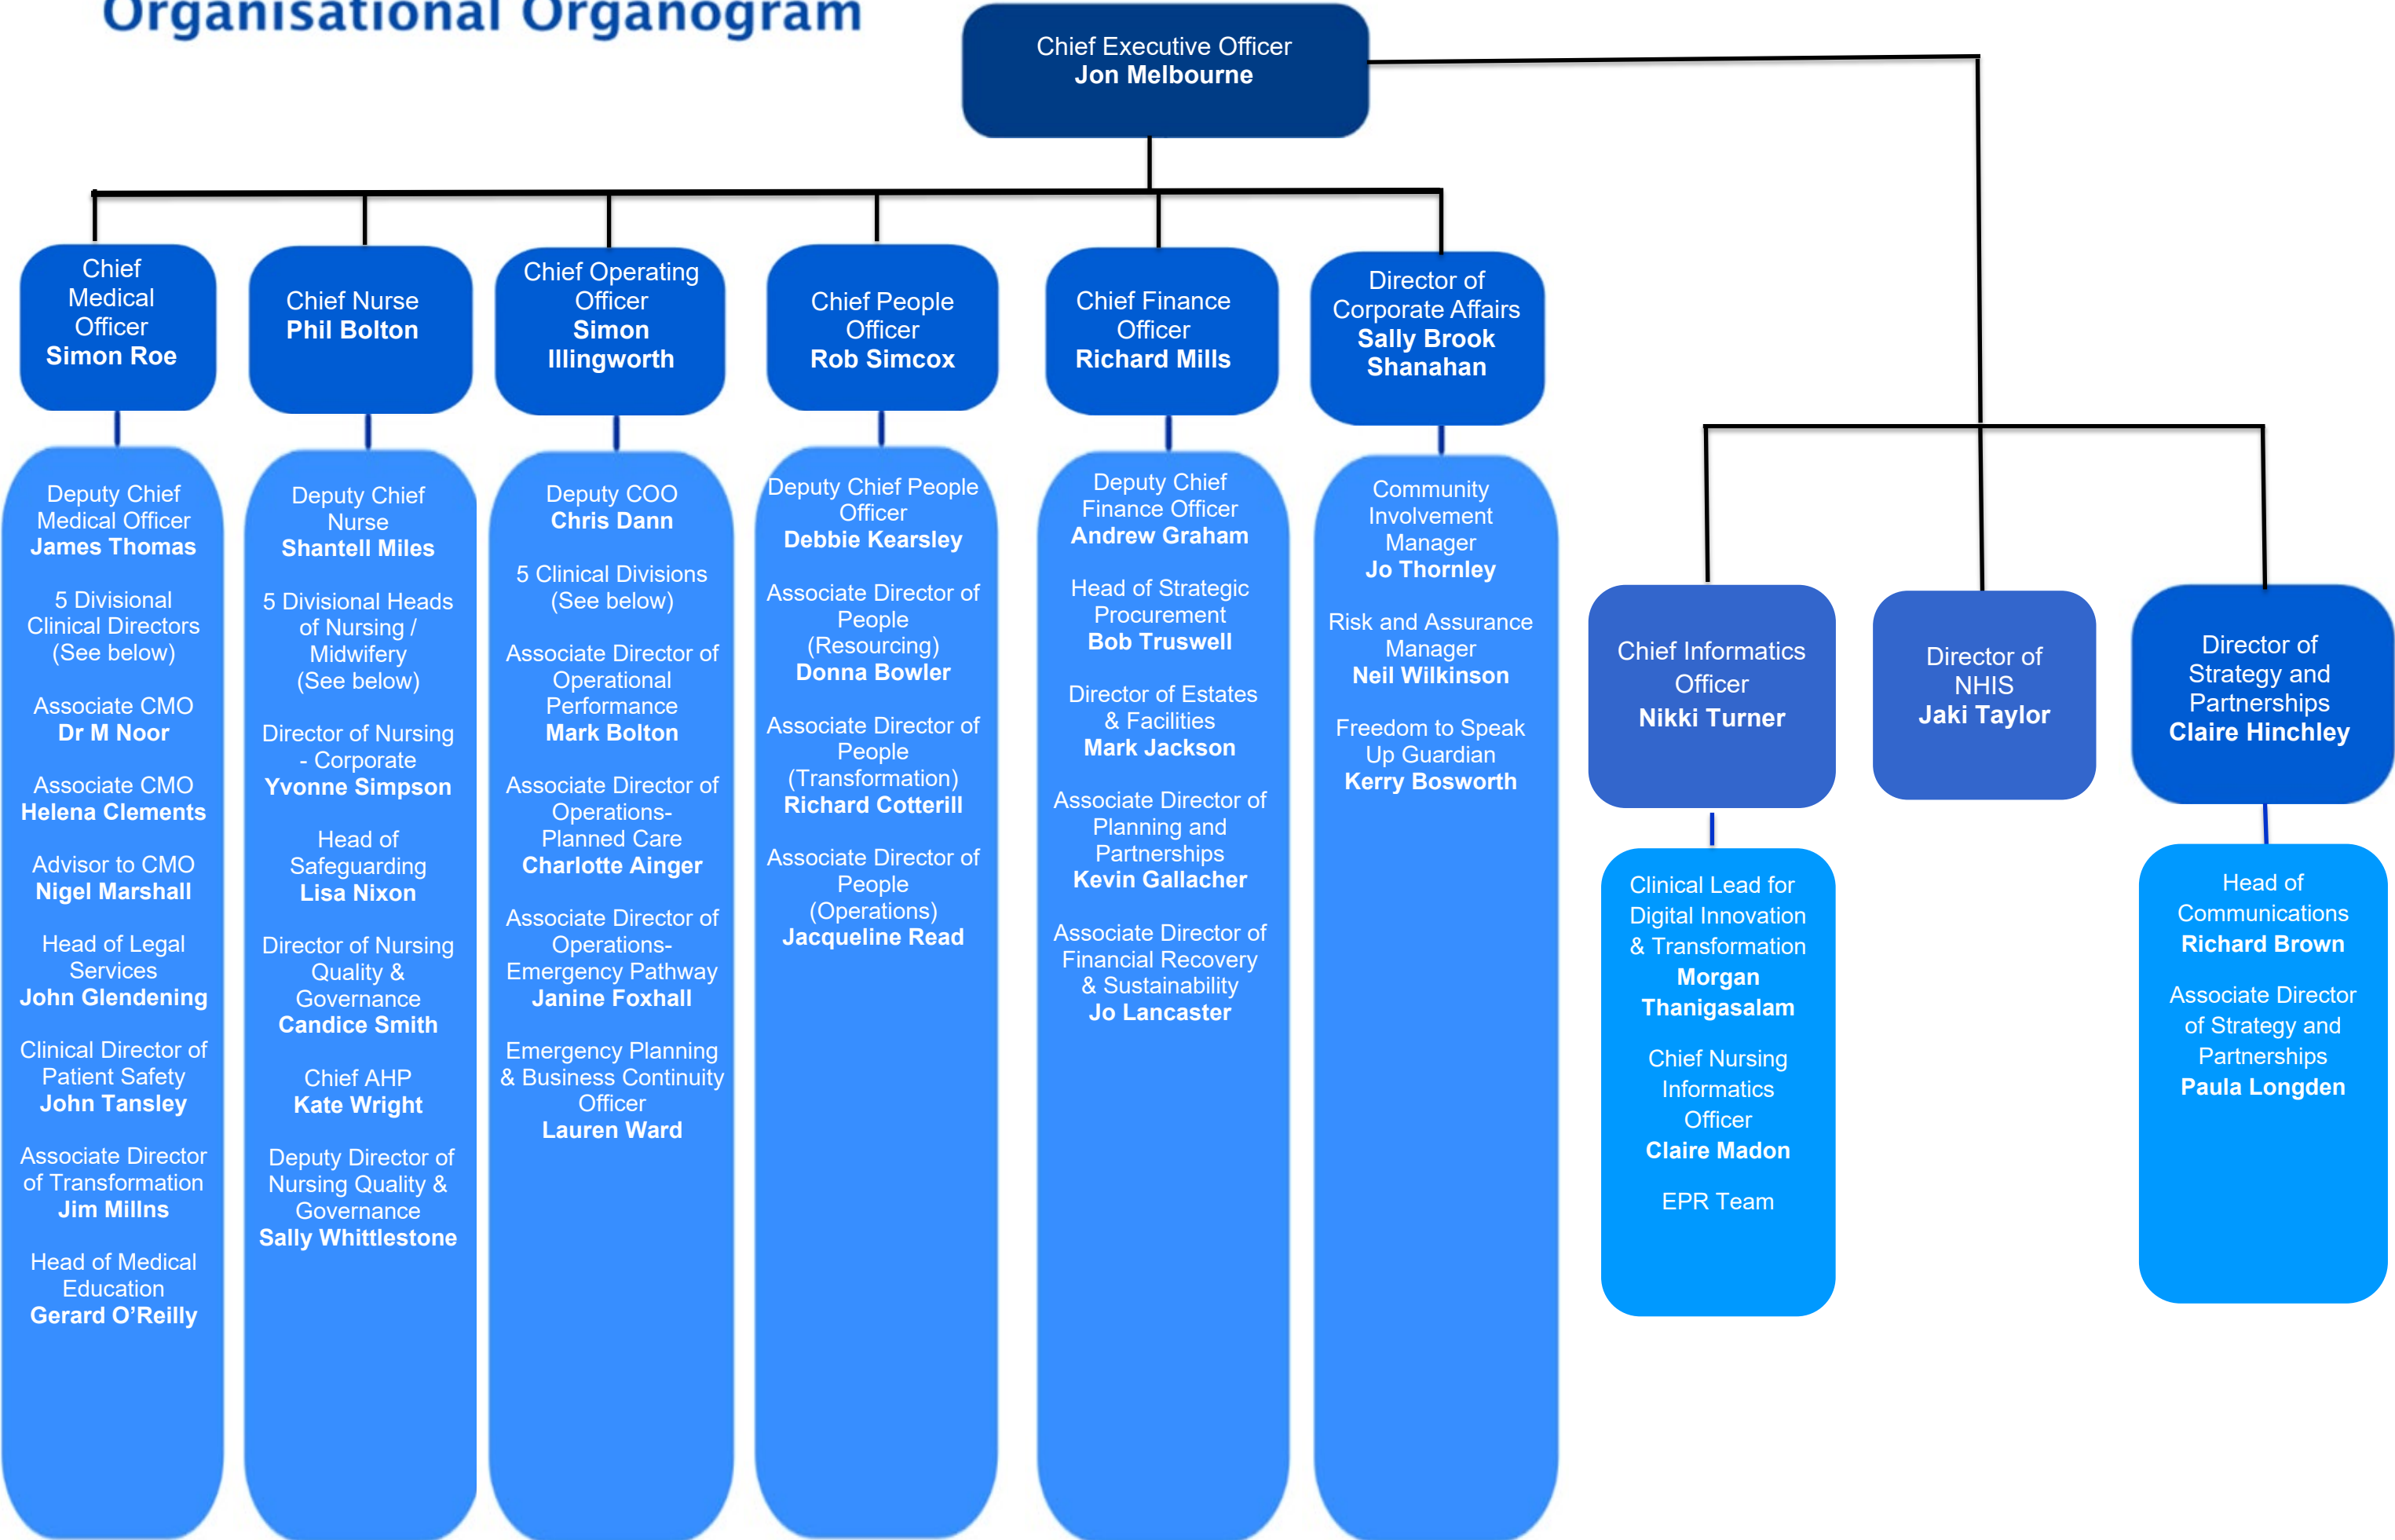 Organisational Organogram
Chief Executive Officer
Jon Melbourne
Chief
Medical
Officer
Simon Roe
Chief Nurse
Phil Bolton
Chief Operating
Officer
Simon
Illingworth
Chief People
Officer
Rob Simcox
Chief Finance
Officer
Richard Mills
Director of
Corporate Affairs
Sally Brook
Shanahan
Deputy Chief
Medical Officer
James Thomas
5 Divisional
Clinical Directors
(See below)
Associate CMO
Dr M Noor
Associate CMO
Helena Clements
Advisor to CMO
Nigel Marshall
Head of Legal
Services
John Glendening
Clinical Director of
Patient Safety
John Tansley
Associate Director
of Transformation
Jim Millns
Head of Medical
Education
Gerard O’Reilly
Deputy Chief
Nurse
Shantell Miles
5 Divisional Heads
of Nursing /
Midwifery
(See below)
Director of Nursing
- Corporate
Yvonne Simpson
Head of
Safeguarding
Lisa Nixon
Director of Nursing
Quality &
Governance
Candice Smith
Chief AHP
Kate Wright
Deputy Director of
Nursing Quality &
Governance
Sally Whittlestone
Deputy COO
Chris Dann
5 Clinical Divisions
(See below)
Associate Director of
Operational
Performance
Mark Bolton
Associate Director of
Operations-
Planned Care
Charlotte Ainger
Associate Director of
Operations-
Emergency Pathway
Janine Foxhall
Emergency Planning
& Business Continuity
Officer
Lauren Ward
Deputy Chief People
Officer
Debbie Kearsley
Associate Director of
People
(Resourcing)
Donna Bowler
Associate Director of
People
(Transformation)
Richard Cotterill
Associate Director of
People
(Operations)
Jacqueline Read
Deputy Chief
Finance Officer
Andrew Graham
Head of Strategic
Procurement
Bob Truswell
Director of Estates
& Facilities
Mark Jackson
Associate Director of
Planning and
Partnerships
Kevin Gallacher
Associate Director of
Financial Recovery
& Sustainability
Jo Lancaster
Community
Involvement
Manager
Jo Thornley
Risk and Assurance
Manager
Neil Wilkinson
Freedom to Speak
Up Guardian
Kerry Bosworth
Chief Informatics
Officer
Nikki Turner
Director of
NHIS
Jaki Taylor
Director of
Strategy and
Partnerships
Claire Hinchley
Clinical Lead for
Digital Innovation
& Transformation
Morgan
Thanigasalam
Chief Nursing
Informatics
Officer
Claire Madon
EPR Team
Head of
Communications
Richard Brown
Associate Director
of Strategy and
Partnerships
Paula Longden